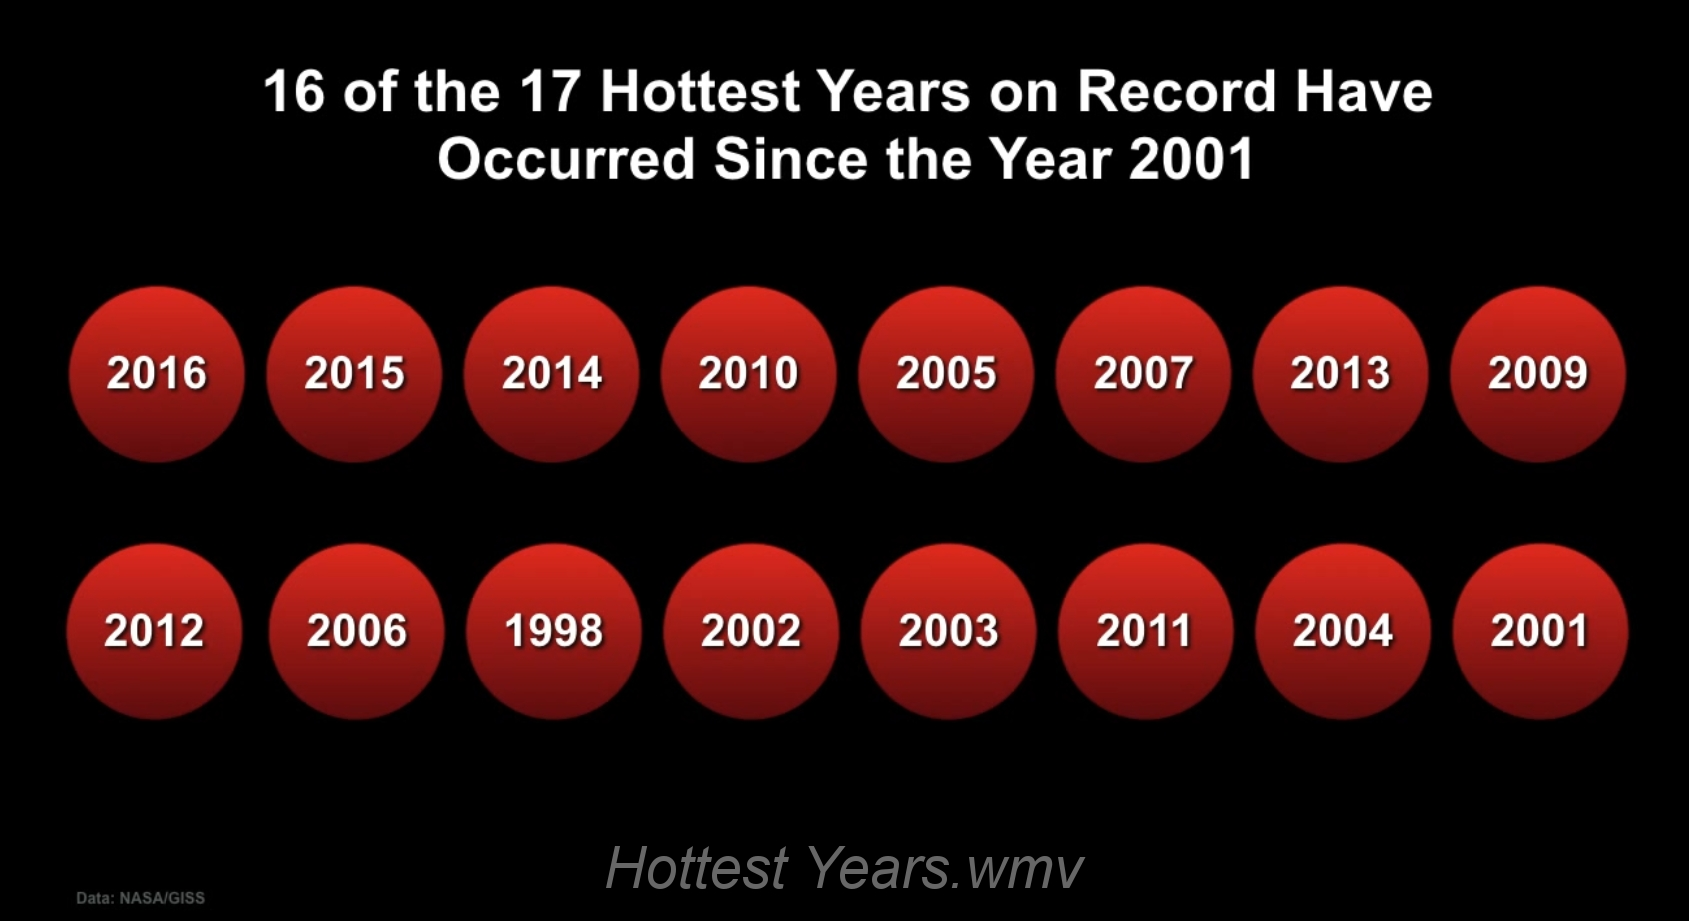 16 of the 17 Hottest Years on Record Have
Occurred Since the Year 2001
2016 2015 2014 2010 2005 2007 2013 2009
2012 2006 1998 2002 2003 2011 2004 2001
Hottest Years.wmv
Data: NASA/GISS